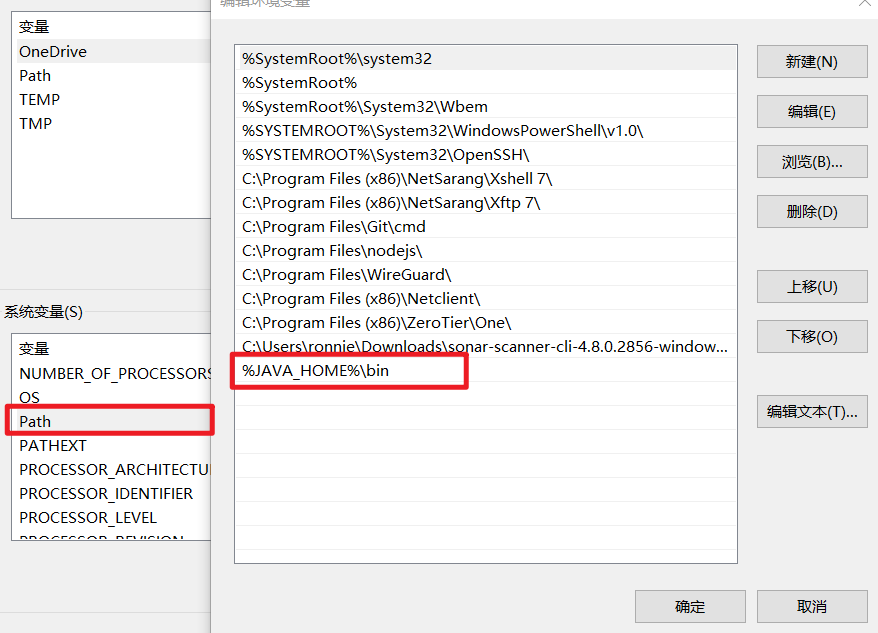 编辑环境变量
变量
OneDrive
Path
TEMP
TMP
系统变量(S)
变量
NUMBER_OF_PROCESSORS
OS
Path
PATHEXT
PROCESSOR_ARCHITECTU
PROCESSOR_IDENTIFIER
PROCESSOR_LEVEL
PROCESSOR_REVISION
%SystemRoot%\system32
%SystemRoot%
%SystemRoot%\System32\Wbem
%SYSTEMROOT%\System32\WindowsPowerShell\v1.0\
%SYSTEMROOT%\System32\OpenSSH\
C:\Program Files (x86)\NetSarang\Xshell 7\
C:\Program Files (x86)\NetSarang\Xftp 7\
C:\Program Files\Git\cmd
C:\Program Files\nodejs\
C:\Program Files\WireGuard\
C:\Program Files (x86)\Netclient\
C:\Program Files (x86)\ZeroTier\One\
C:\Users\ronnie\Downloads\sonar-scanner-cli-4.8.0.2856-window...
%JAVA_HOME%\bin
新建(N)
编辑(E)
浏览(B)...
删除(D)
上移(U)
下移(O)
编辑文本(T)...
确定
取消